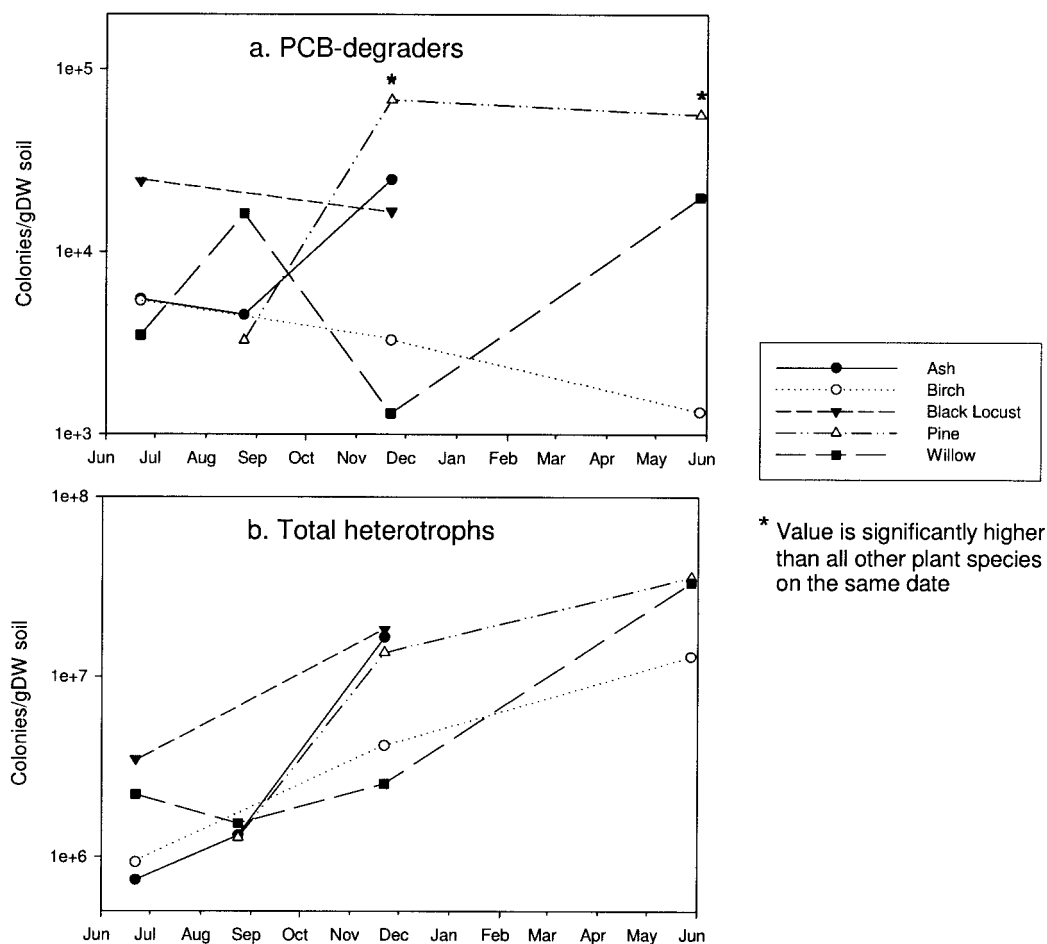 a. PCB-degraders
Colonies/gDW soil
1e+5
1e+4
1e+3
*
*
Jun Jul Aug Sep Oct Nov Dec Jan Feb Mar Apr May Jun
Ash
Birch
Black Locust
Pine
Willow
* Value is significantly higher
than all other plant species
on the same date
b. Total heterotrophs
Colonies/gDW soil
1e+8
1e+7
1e+6
Jun Jul Aug Sep Oct Nov Dec Jan Feb Mar Apr May Jun